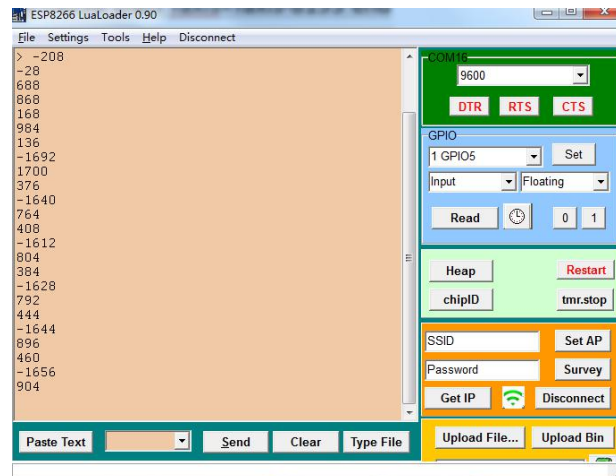 ESP8266 LuaLoader 0.90
File Settings Tools Help Disconnect
> -208
-28
688
868
168
984
136
-1692
1700
376
-1640
764
408
-1612
804
384
-1628
792
444
-1644
896
460
-1656
904
Paste Text Send Clear Type File
COM16
9600
DTR RTS CTS
GPIO
1 GPIO5 Set
Input Floating
Read 0 1
Heap Restart
chipID tmr.stop
SSID Set AP
Password Survey
Get IP Disconnect
Upload File... Upload Bin